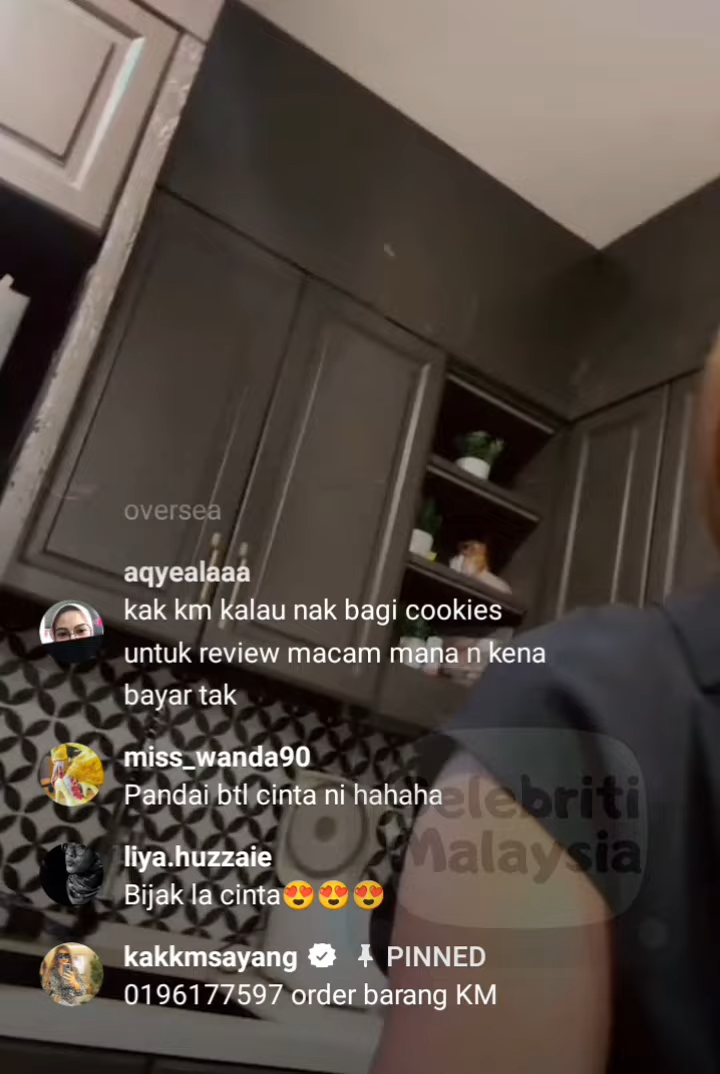 oversea
aqyealaaa
kak km kalau nak bagi cookies
untuk review macam mana n kena
bayar tak
miss_wanda90
Pandai btl cinta ni hahaha
Celebriti
Malaysia
liya.huzzaie
Bijak la cinta😍😍😍
kakkmsayang PINNED
0196177597 order barang KM